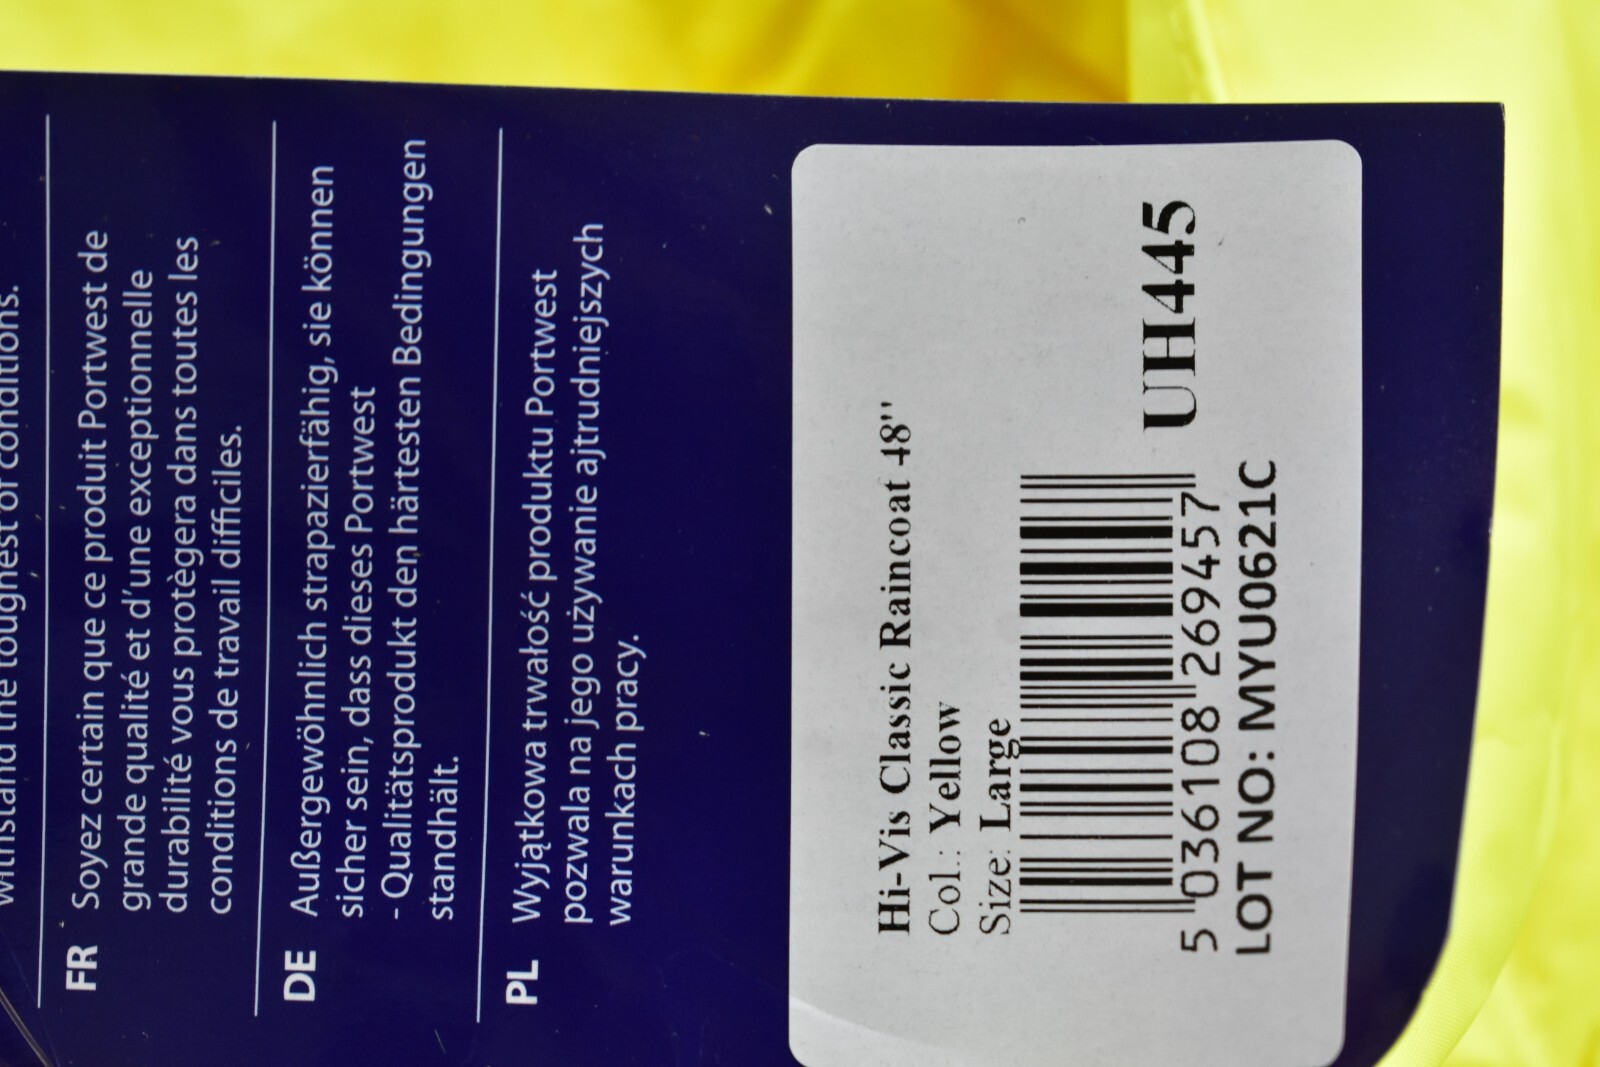 withstand the toughest of conditions.
FR Soyez certain que ce produit Portwest de
grande qualité et d'une exceptionnelle
durabilité vous protègera dans toutes les
conditions de travail difficiles.
DE Außergewöhnlich strapazierfähig, sie können
sicher sein, dass dieses Portwest
- Qualitätsprodukt den härtesten Bedingungen
standhält.
PL Wyjątkowa trwałość produktu Portwest
pozwala na jego używanie ajtrudniejszych
warunkach pracy.
Hi-Vis Classic Raincoat 48"
Col.: Yellow
Size: Large
5 036108 269457
UH445
LOT NO: MYU0621C